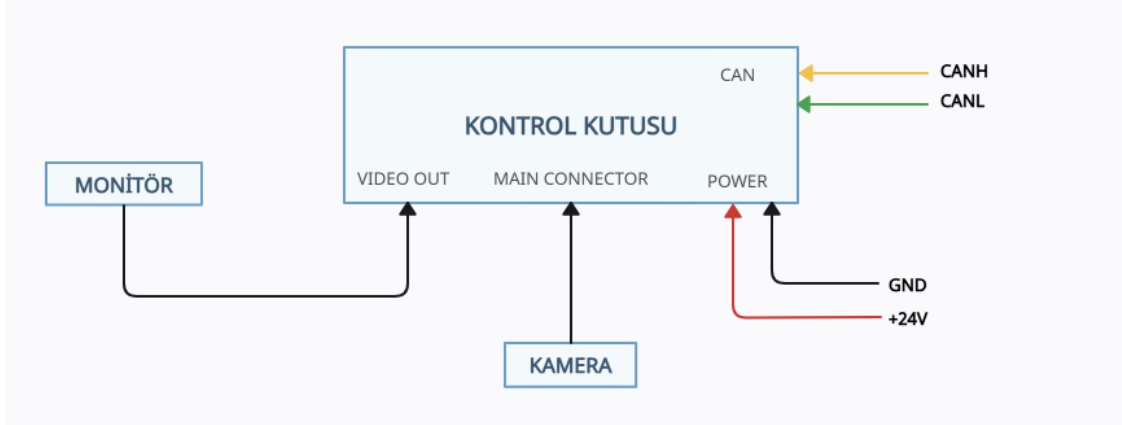 CAN
CANH
CANL
KONTROL KUTUSU
MONİTÖR
VIDEO OUT
MAIN CONNECTOR
POWER
GND
+24V
KAMERA